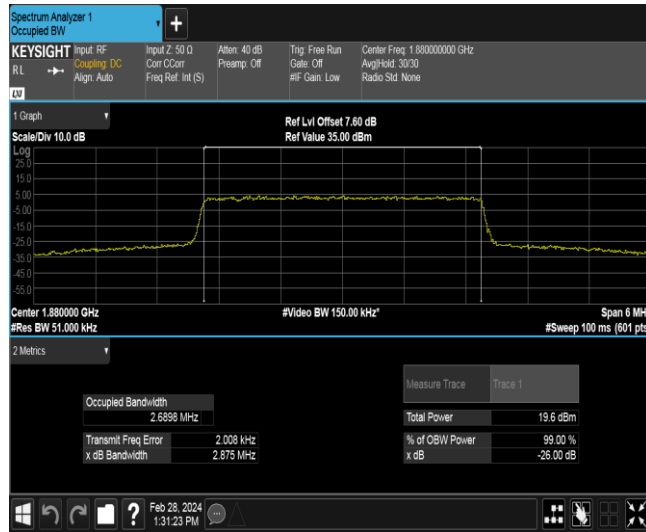 Spectrum Analyzer 1
Occupied BW
KEYSIGHT
RL
LXI
Input: RF
Coupling: DC
Align: Auto
Input Z: 50 Ω
Corr CCorr
Freq Ref: Int (S)
Atten: 40 dB
Preamp: Off
Trig: Free Run
Gate: Off
#IF Gain: Low
Center Freq: 1.880000000 GHz
Avg|Hold: 30/30
Radio Std: None
1 Graph
Scale/Div 10.0 dB
Ref Lvl Offset 7.60 dB
Ref Value 35.00 dBm
Log
25.0
15.0
5.00
-5.00
-15.0
-25.0
-35.0
-45.0
-55.0
Center 1.880000 GHz
#Res BW 51.000 kHz
#Video BW 150.00 kHz*
Span 6 MH
#Sweep 100 ms (601 pts
2 Metrics
Measure Trace
Trace 1
Occupied Bandwidth
2.6898 MHz
Total Power
19.6 dBm
Transmit Freq Error
2.008 kHz
% of OBW Power
99.00 %
x dB Bandwidth
2.875 MHz
x dB
-26.00 dB
?
Feb 28, 2024
1:31:23 PM